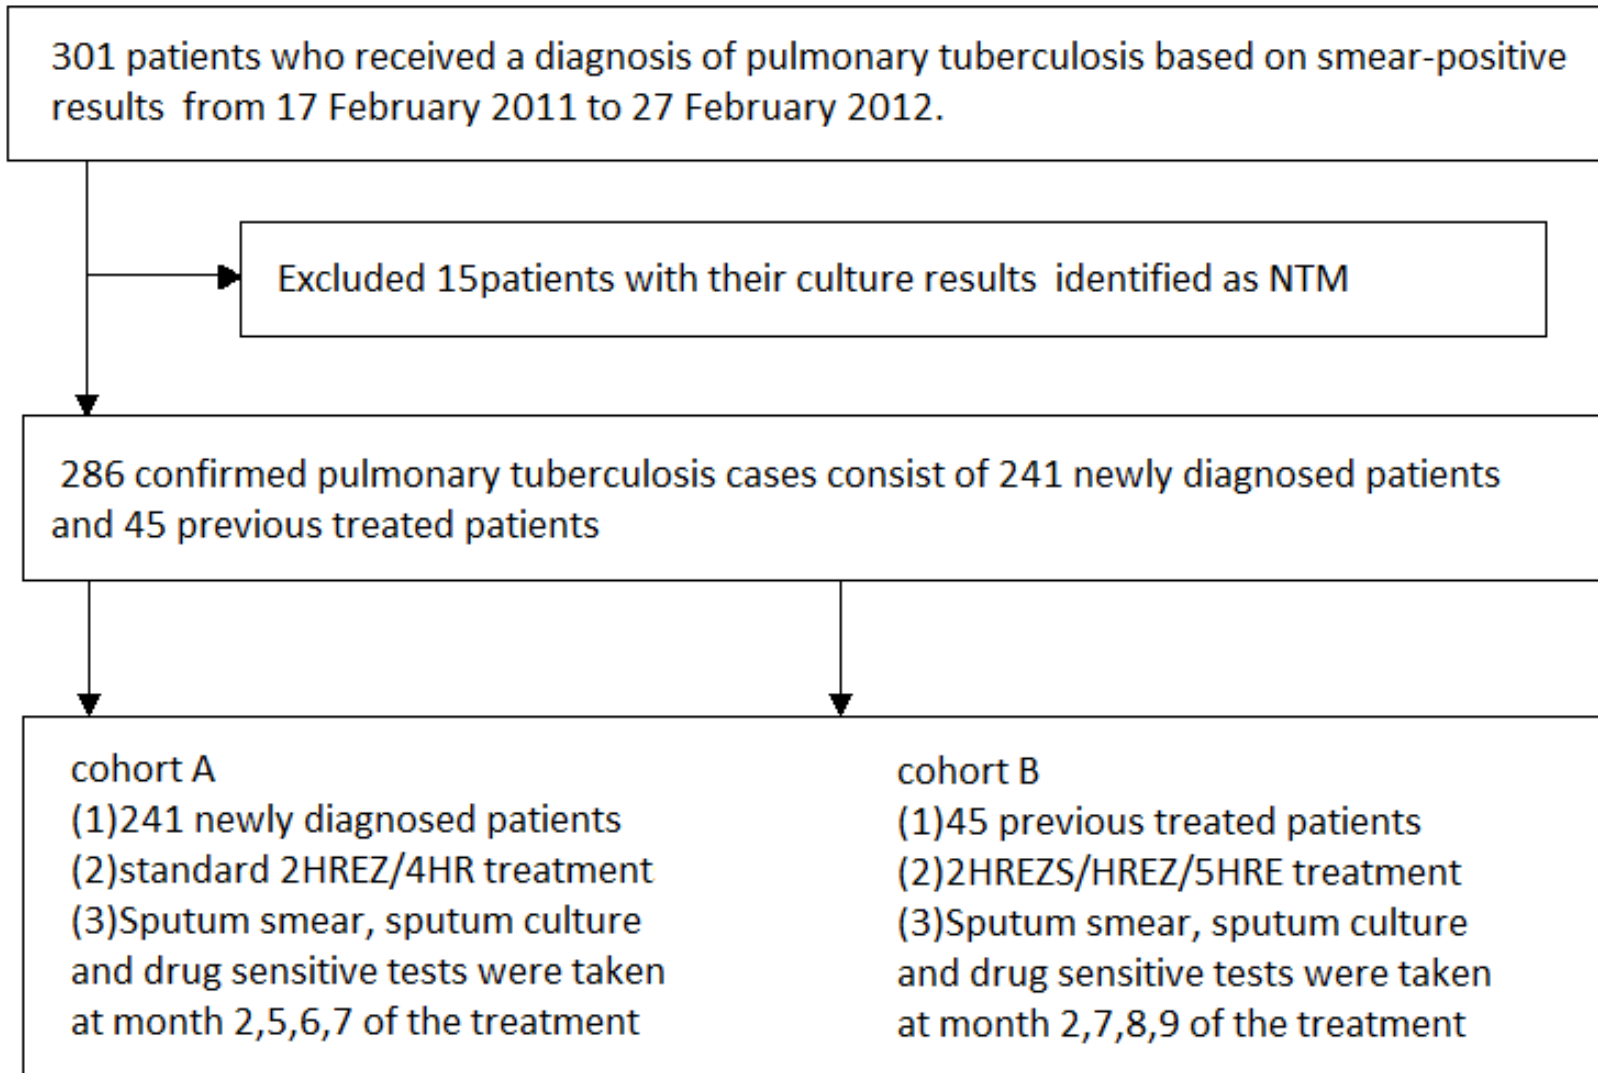 301 patients who received a diagnosis of pulmonary tuberculosis based on smear-positive
results  from 17 February 2011 to 27 February 2012.
Excluded 15patients with their culture results  identified as NTM
286 confirmed pulmonary tuberculosis cases consist of 241 newly diagnosed patients
and 45 previous treated patients
cohort A
(1)241 newly diagnosed patients
(2)standard 2HREZ/4HR treatment
(3)Sputum smear, sputum culture
and drug sensitive tests were taken
at month 2,5,6,7 of the treatment
cohort B
(1)45 previous treated patients
(2)2HREZS/HREZ/5HRE treatment
(3)Sputum smear, sputum culture
and drug sensitive tests were taken
at month 2,7,8,9 of the treatment